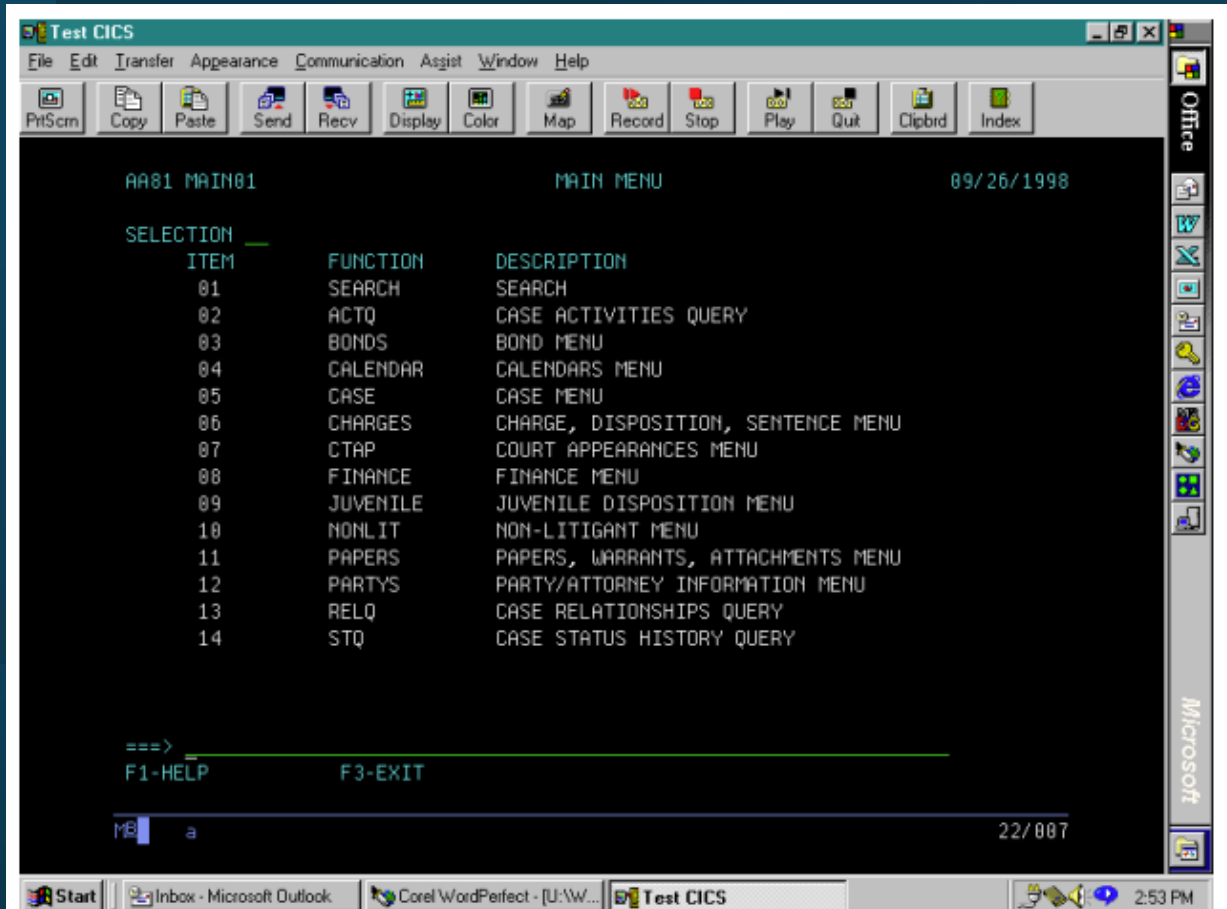 Test CICS
File Edit Transfer Appearance Communication Assist Window Help
PrtScrn Copy Paste Send Recv Display Color Map Record Stop Play Quit Clipbrd Index
Office
AA81 MAIN01 MAIN MENU 09/26/1998
SELECTION __
ITEM FUNCTION DESCRIPTION
01 SEARCH SEARCH
02 ACTQ CASE ACTIVITIES QUERY
03 BONDS BOND MENU
04 CALENDAR CALENDARS MENU
05 CASE CASE MENU
06 CHARGES CHARGE, DISPOSITION, SENTENCE MENU
07 CTAP COURT APPEARANCES MENU
08 FINANCE FINANCE MENU
09 JUVENILE JUVENILE DISPOSITION MENU
10 NONLIT NON-LITIGANT MENU
11 PAPERS PAPERS, WARRANTS, ATTACHMENTS MENU
12 PARTYS PARTY/ATTORNEY INFORMATION MENU
13 RELQ CASE RELATIONSHIPS QUERY
14 STQ CASE STATUS HISTORY QUERY
===>
F1-HELP F3-EXIT
MB a 22/007
Microsoft
Start Inbox - Microsoft Outlook Corel WordPerfect - [U:\W... Test CICS 2:53 PM